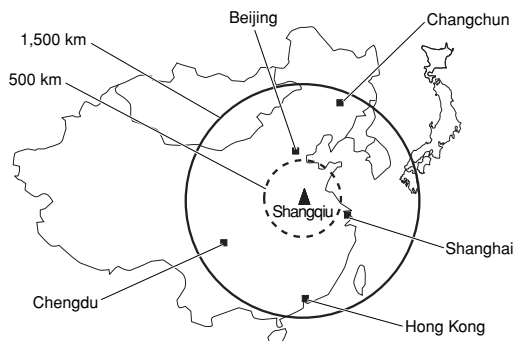 Beijing
Changchun
1,500 km
500 km
Shangqiu
Shanghai
Chengdu
Hong Kong